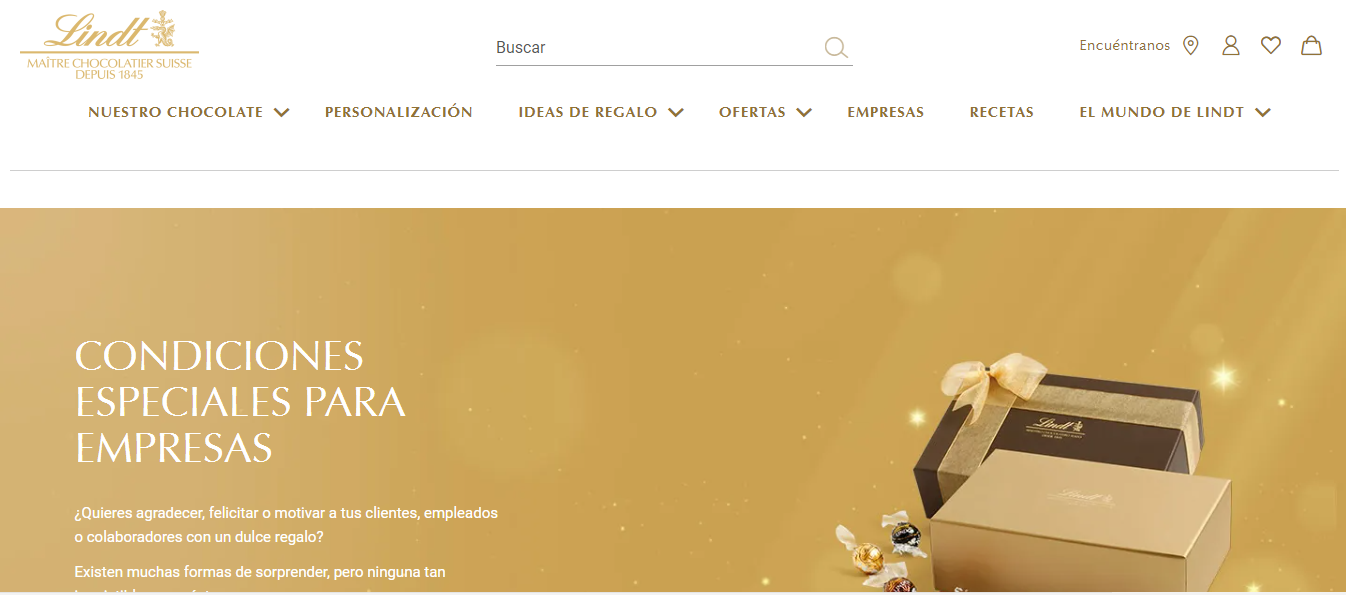 Lindt
MAÎTRE CHOCOLATIER SUISSE
DEPUIS 1845
Buscar
Encuéntranos
NUESTRO CHOCOLATE
PERSONALIZACIÓN
IDEAS DE REGALO
OFERTAS
EMPRESAS
RECETAS
EL MUNDO DE LINDT
CONDICIONES
ESPECIALES PARA
EMPRESAS
¿Quieres agradecer, felicitar o motivar a tus clientes, empleados
o colaboradores con un dulce regalo?
Existen muchas formas de sorprender, pero ninguna tan
Lindt
Lindt